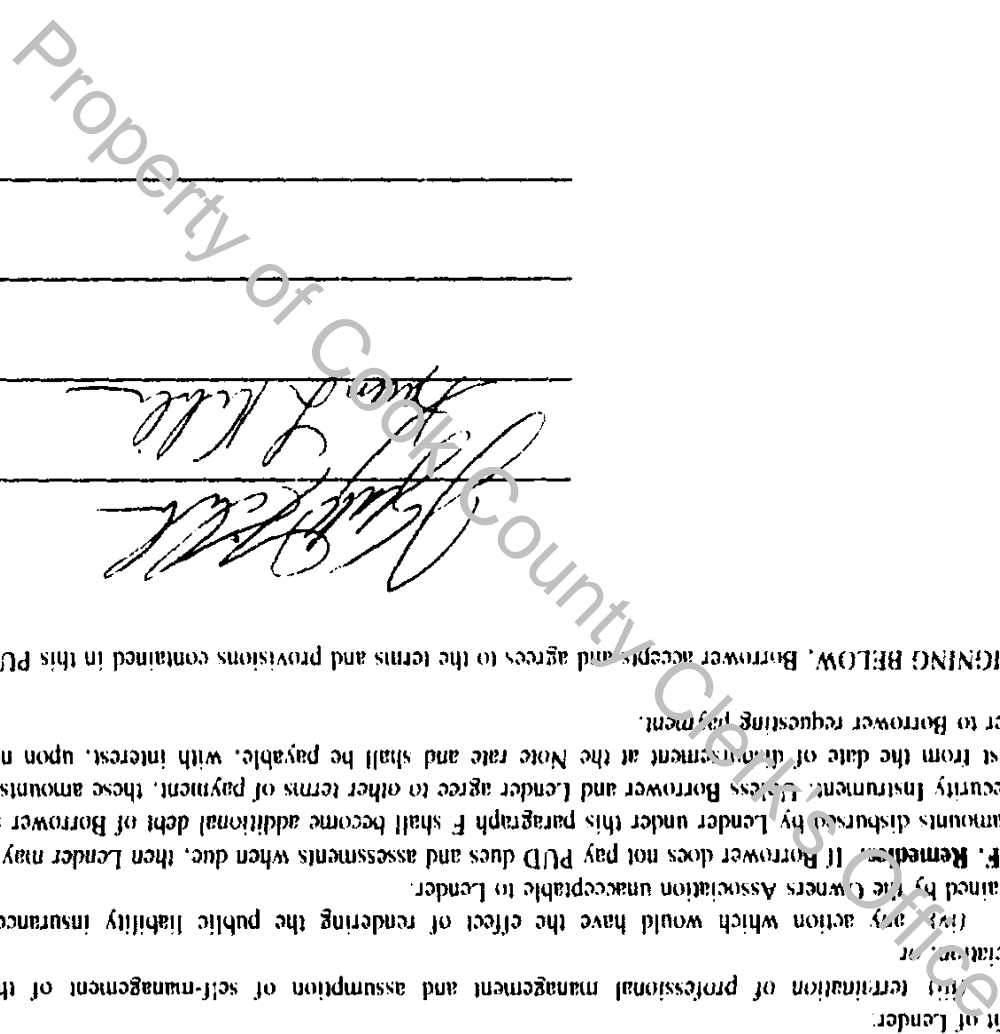 it of Lender;
(iii) termination of professional management and assumption of self-management of th
ciation; or
(iv) any action which would have the effect of rendering the public liability insurance
tained by the Owners Association unacceptable to Lender.
F. Remedies. If Borrower does not pay PUD dues and assessments when due, then Lender may
amounts disbursed by Lender under this paragraph F shall become additional debt of Borrower s
ecurity Instrument. Unless Borrower and Lender agree to other terms of payment, these amounts
st from the date of disbursement at the Note rate and shall be payable, with interest, upon n
er to Borrower requesting payment.
IGNING BELOW, Borrower accepts and agrees to the terms and provisions contained in this PU
Property of Cook County Clerk's Office